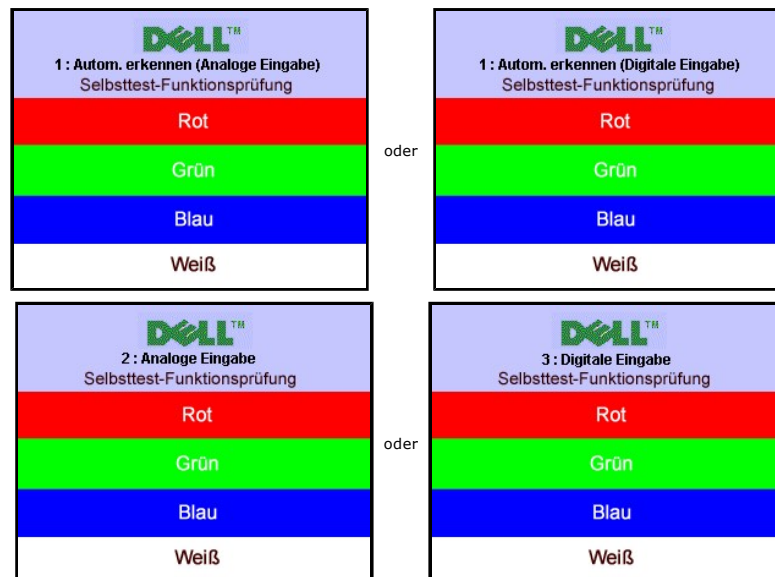 DELL™
1 : Autom. erkennen (Analoge Eingabe)
Selbsttest-Funktionsprüfung
Rot
Grün
Blau
Weiß
oder
DELL™
1 : Autom. erkennen (Digitale Eingabe)
Selbsttest-Funktionsprüfung
Rot
Grün
Blau
Weiß
DELL™
2 : Analoge Eingabe
Selbsttest-Funktionsprüfung
Rot
Grün
Blau
Weiß
oder
DELL™
3 : Digitale Eingabe
Selbsttest-Funktionsprüfung
Rot
Grün
Blau
Weiß